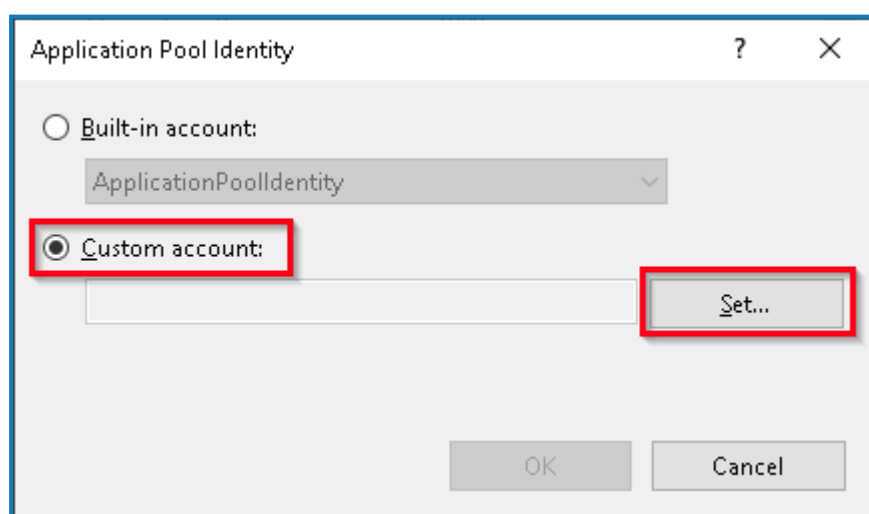 Application Pool Identity ?
Built-in account:
ApplicationPoolIdentity
Custom account:
Set...
OK Cancel